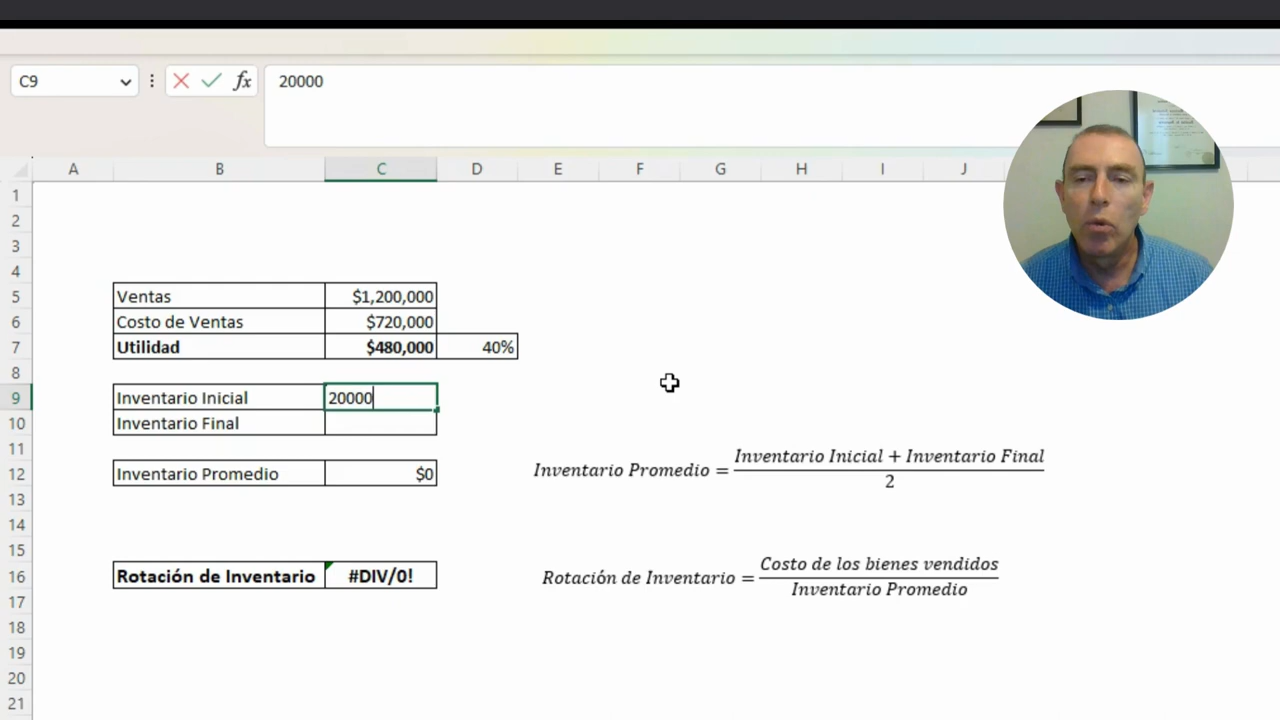 C9 fx 20000
A B C D E F G H I J
1
2
3
4
5 Ventas $1,200,000
6 Costo de Ventas $720,000
7 Utilidad $480,000 40%
8
9 Inventario Inicial 20000
10 Inventario Final
11
12 Inventario Promedio $0
Inventario Promedio = Inventario Inicial + Inventario Final
2
13
14
15
16 Rotación de Inventario #DIV/0!
Rotación de Inventario = Costo de los bienes vendidos
Inventario Promedio
17
18
19
20
21